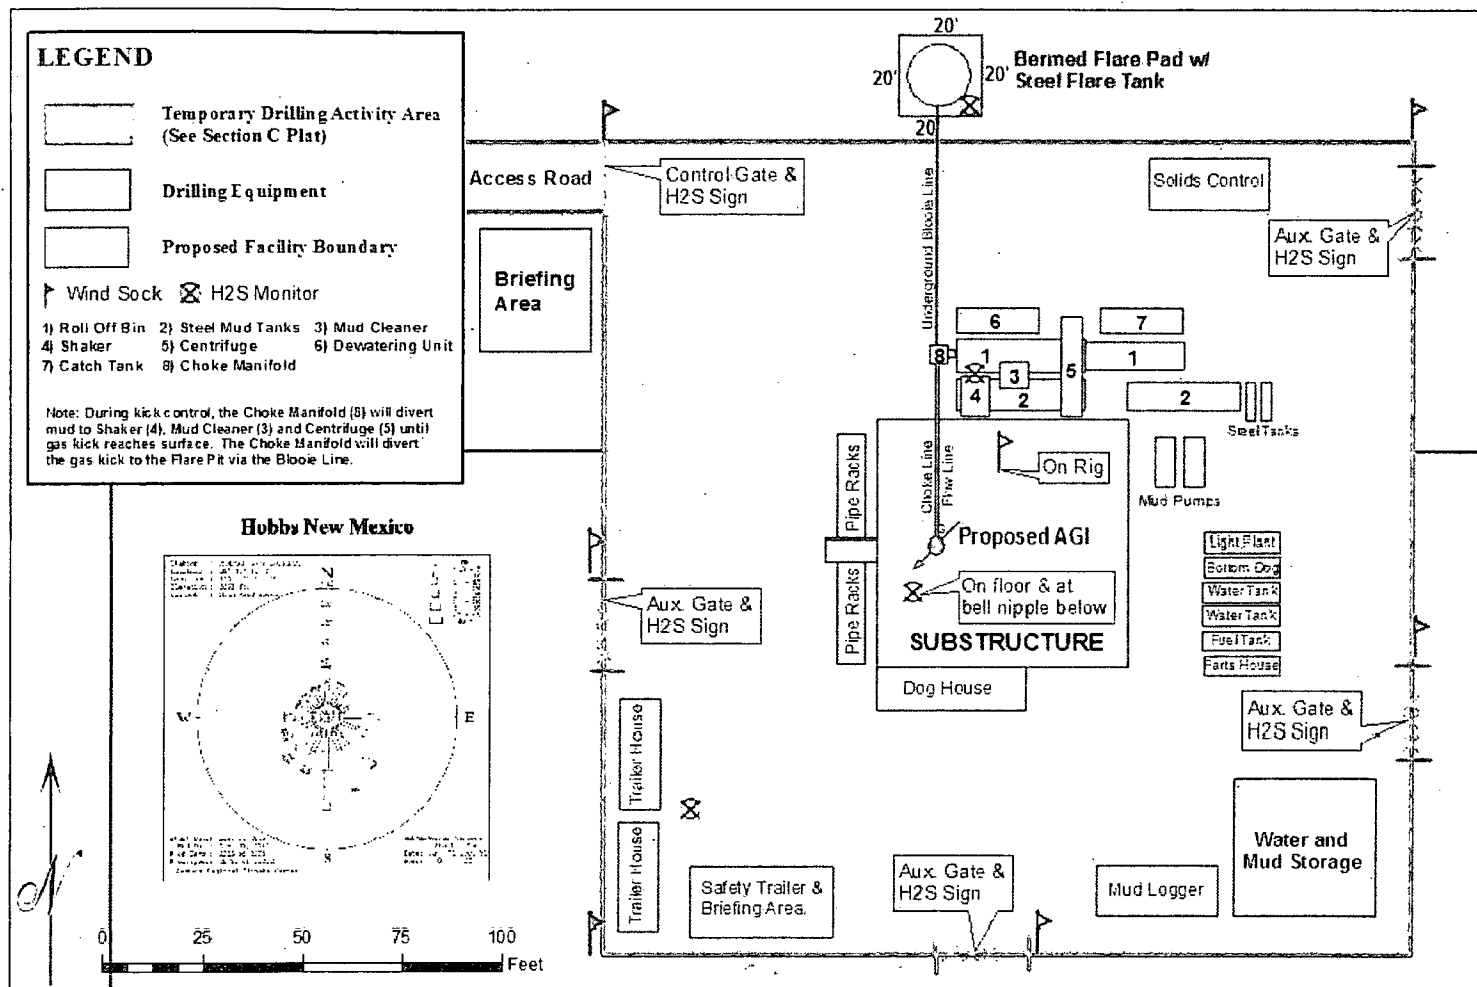 LEGEND
Temporary Drilling Activity Area
(See Section C Plat)
Drilling Equipment
Proposed Facility Boundary
Wind Sock H2S Monitor
1) Roll Off Bin 2) Steel Mud Tanks 3) Mud Cleaner
4) Shaker 5) Centrifuge 6) Dewatering Unit
7) Catch Tank 8) Choke Manifold
Note: During kick control, the Choke Manifold (8) will divert
mud to Shaker (4), Mud Cleaner (3) and Centrifuge (5) until
gas kick reaches surface. The Choke Manifold will divert
the gas kick to the Flare Pit via the Blooie Line.
20'
20'
20'
20'
Bermed Flare Pad w/
Steel Flare Tank
Access Road
Control Gate &
H2S Sign
Solids Control
Aux. Gate &
H2S Sign
Briefing
Area
Underground Blooie Line
6
7
8
1
1
3
5
4
2
2
Steel Tanks
Mud Pumps
Choke Line
Flow Line
On Rig
Pipe Racks
Pipe Racks
Proposed AGI
On floor & at
bell nipple below
SUBSTRUCTURE
Dog House
Light Plant
Bottom Dog
Water Tank
Water Tank
Fuel Tank
Parts House
Aux. Gate &
H2S Sign
Aux. Gate &
H2S Sign
Hobbs New Mexico
N
W
E
S
Trailer House
Trailer House
Safety Trailer &
Briefing Area
Aux. Gate &
H2S Sign
Mud Logger
Water and
Mud Storage
N
0 25 50 75 100
Feet